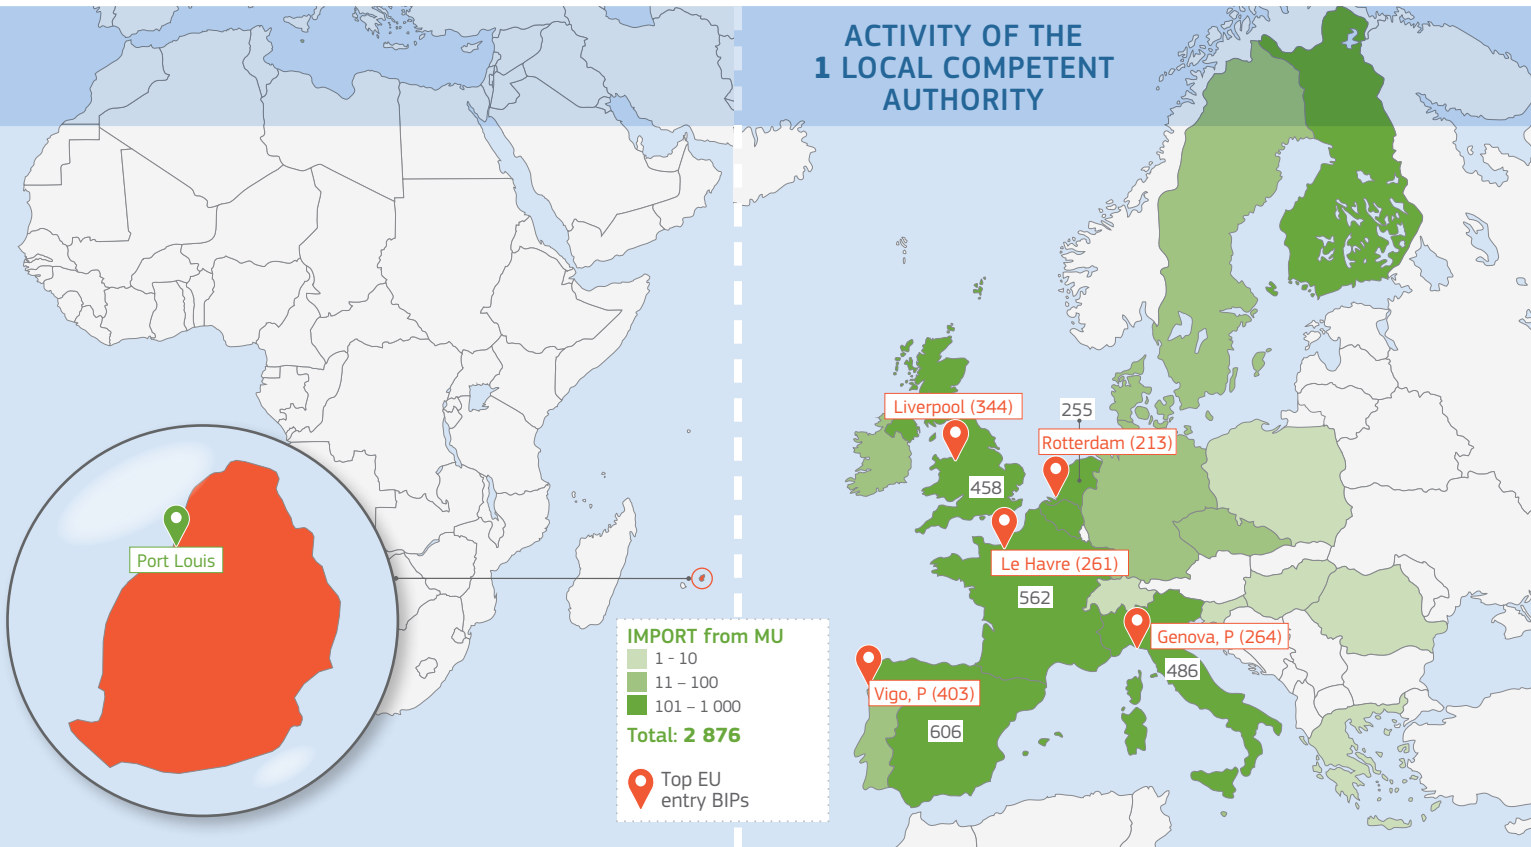 ACTIVITY OF THE
1 LOCAL COMPETENT
AUTHORITY
Liverpool (344)
255
Rotterdam (213)
458
Port Louis
Le Havre (261)
562
IMPORT from MU
1 - 10
11 – 100
101 – 1 000
Total: 2 876
Top EU
entry BIPs
Genova, P (264)
486
Vigo, P (403)
606